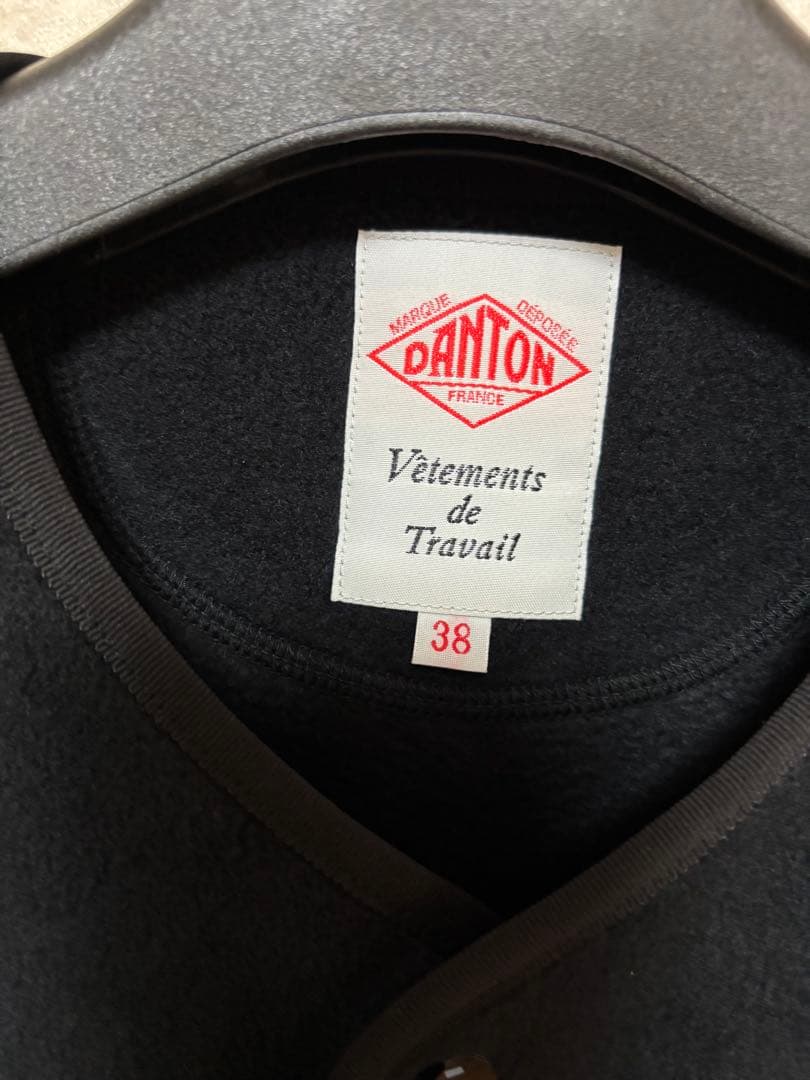 MARQUE DÉPOSÉE
DANTON
FRANCE
Vêtements
de
Travail
38